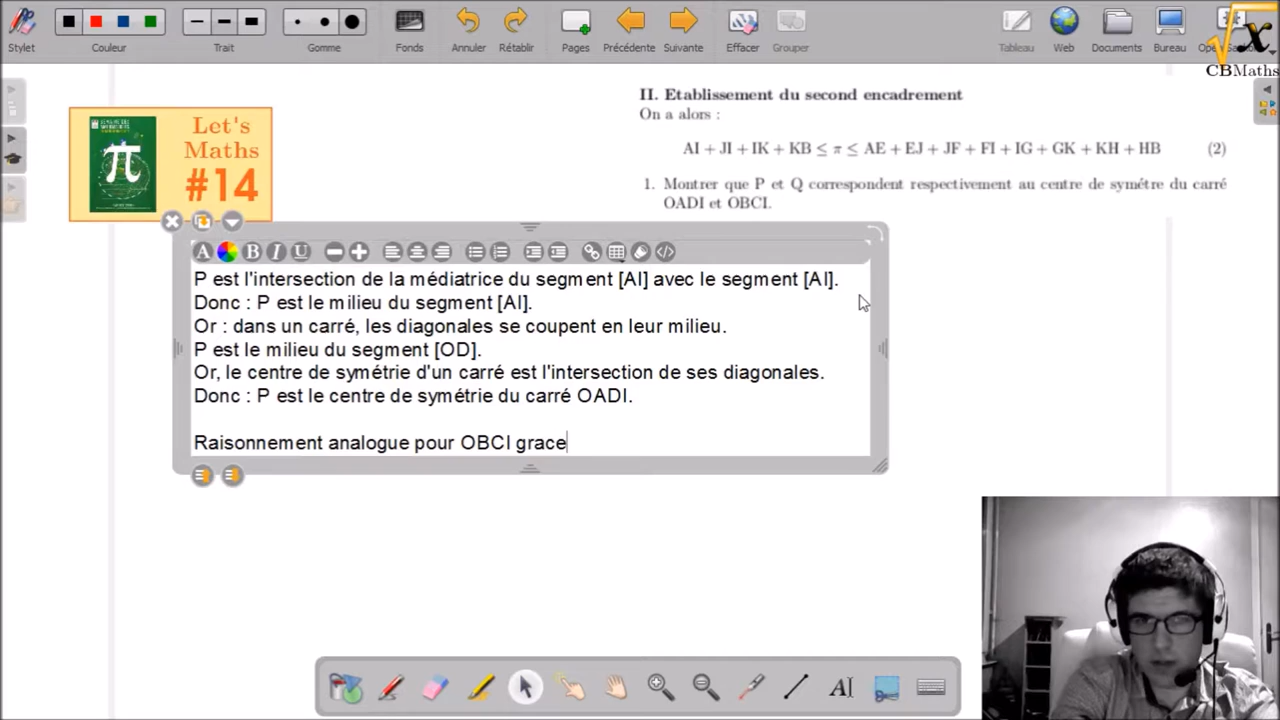 Stylet
Couleur
Trait
Gomme
Fonds
Annuler
Rétablir
Pages
Précédente
Suivante
Effacer
Grouper
Tableau
Web
Documents
Bureau
CBMaths
Let's
Maths
#14
π
II. Etablissement du second encadrement
On a alors :
AI + JI + IK + KB ≤ π ≤ AE + EJ + JF + FI + IG + GK + KH + HB (2)
1. Montrer que P et Q correspondent respectivement au centre de symétre du carré
OADI et OBCI.
P est l'intersection de la médiatrice du segment [AI] avec le segment [AI].
Donc : P est le milieu du segment [AI].
Or : dans un carré, les diagonales se coupent en leur milieu.
P est le milieu du segment [OD].
Or, le centre de symétrie d'un carré est l'intersection de ses diagonales.
Donc : P est le centre de symétrie du carré OADI.
Raisonnement analogue pour OBCI grace